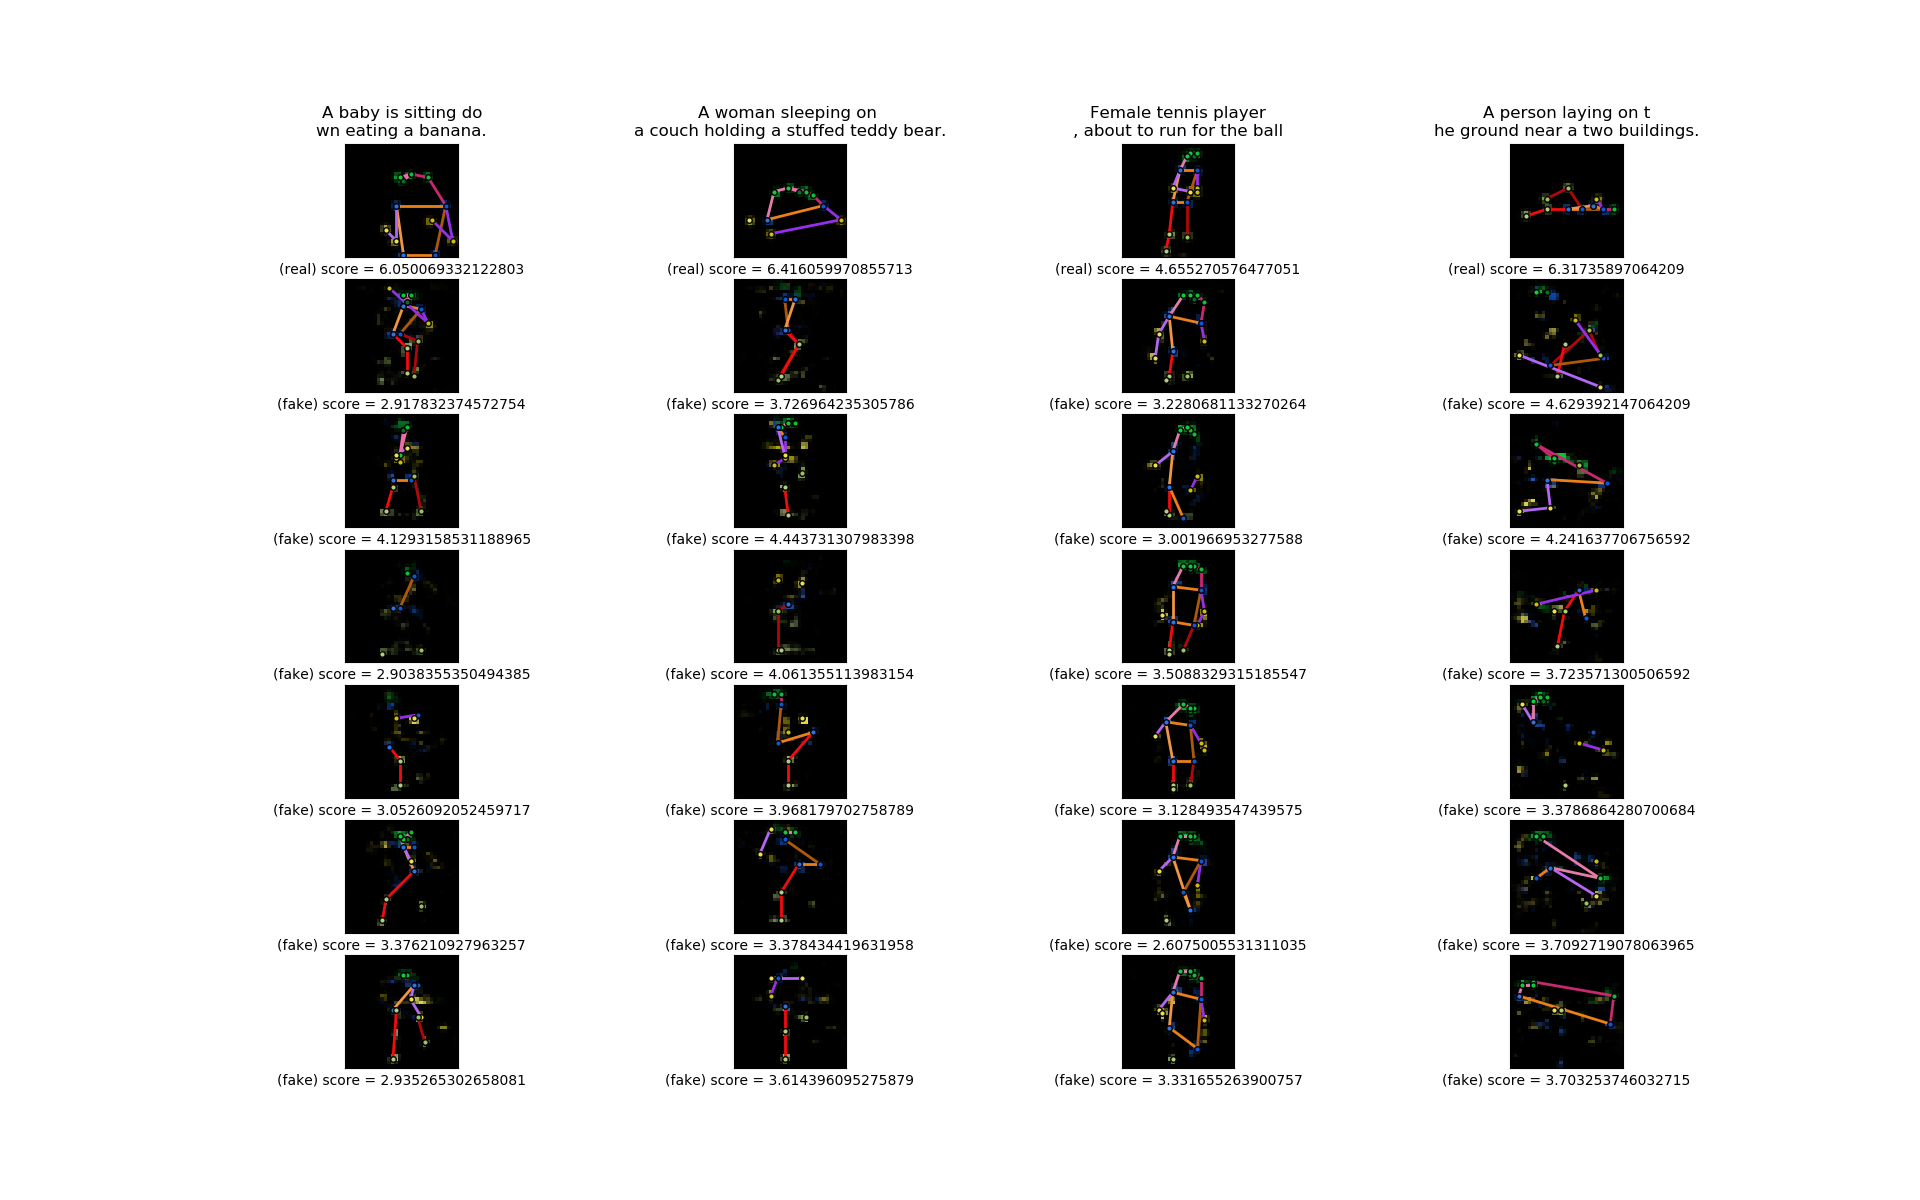 A baby is sitting do
wn eating a banana.
A woman sleeping on
a couch holding a stuffed teddy bear.
Female tennis player
, about to run for the ball
A person laying on t
he ground near a two buildings.
(real) score = 6.050069332122803
(real) score = 6.416059970855713
(real) score = 4.655270576477051
(real) score = 6.31735897064209
(fake) score = 2.917832374572754
(fake) score = 3.726964235305786
(fake) score = 3.2280681133270264
(fake) score = 4.629392147064209
(fake) score = 4.1293158531188965
(fake) score = 4.443731307983398
(fake) score = 3.001966953277588
(fake) score = 4.241637706756592
(fake) score = 2.9038355350494385
(fake) score = 4.061355113983154
(fake) score = 3.5088329315185547
(fake) score = 3.723571300506592
(fake) score = 3.0526092052459717
(fake) score = 3.968179702758789
(fake) score = 3.128493547439575
(fake) score = 3.3786864280700684
(fake) score = 3.376210927963257
(fake) score = 3.378434419631958
(fake) score = 2.6075005531311035
(fake) score = 3.7092719078063965
(fake) score = 2.935265302658081
(fake) score = 3.614396095275879
(fake) score = 3.331655263900757
(fake) score = 3.703253746032715